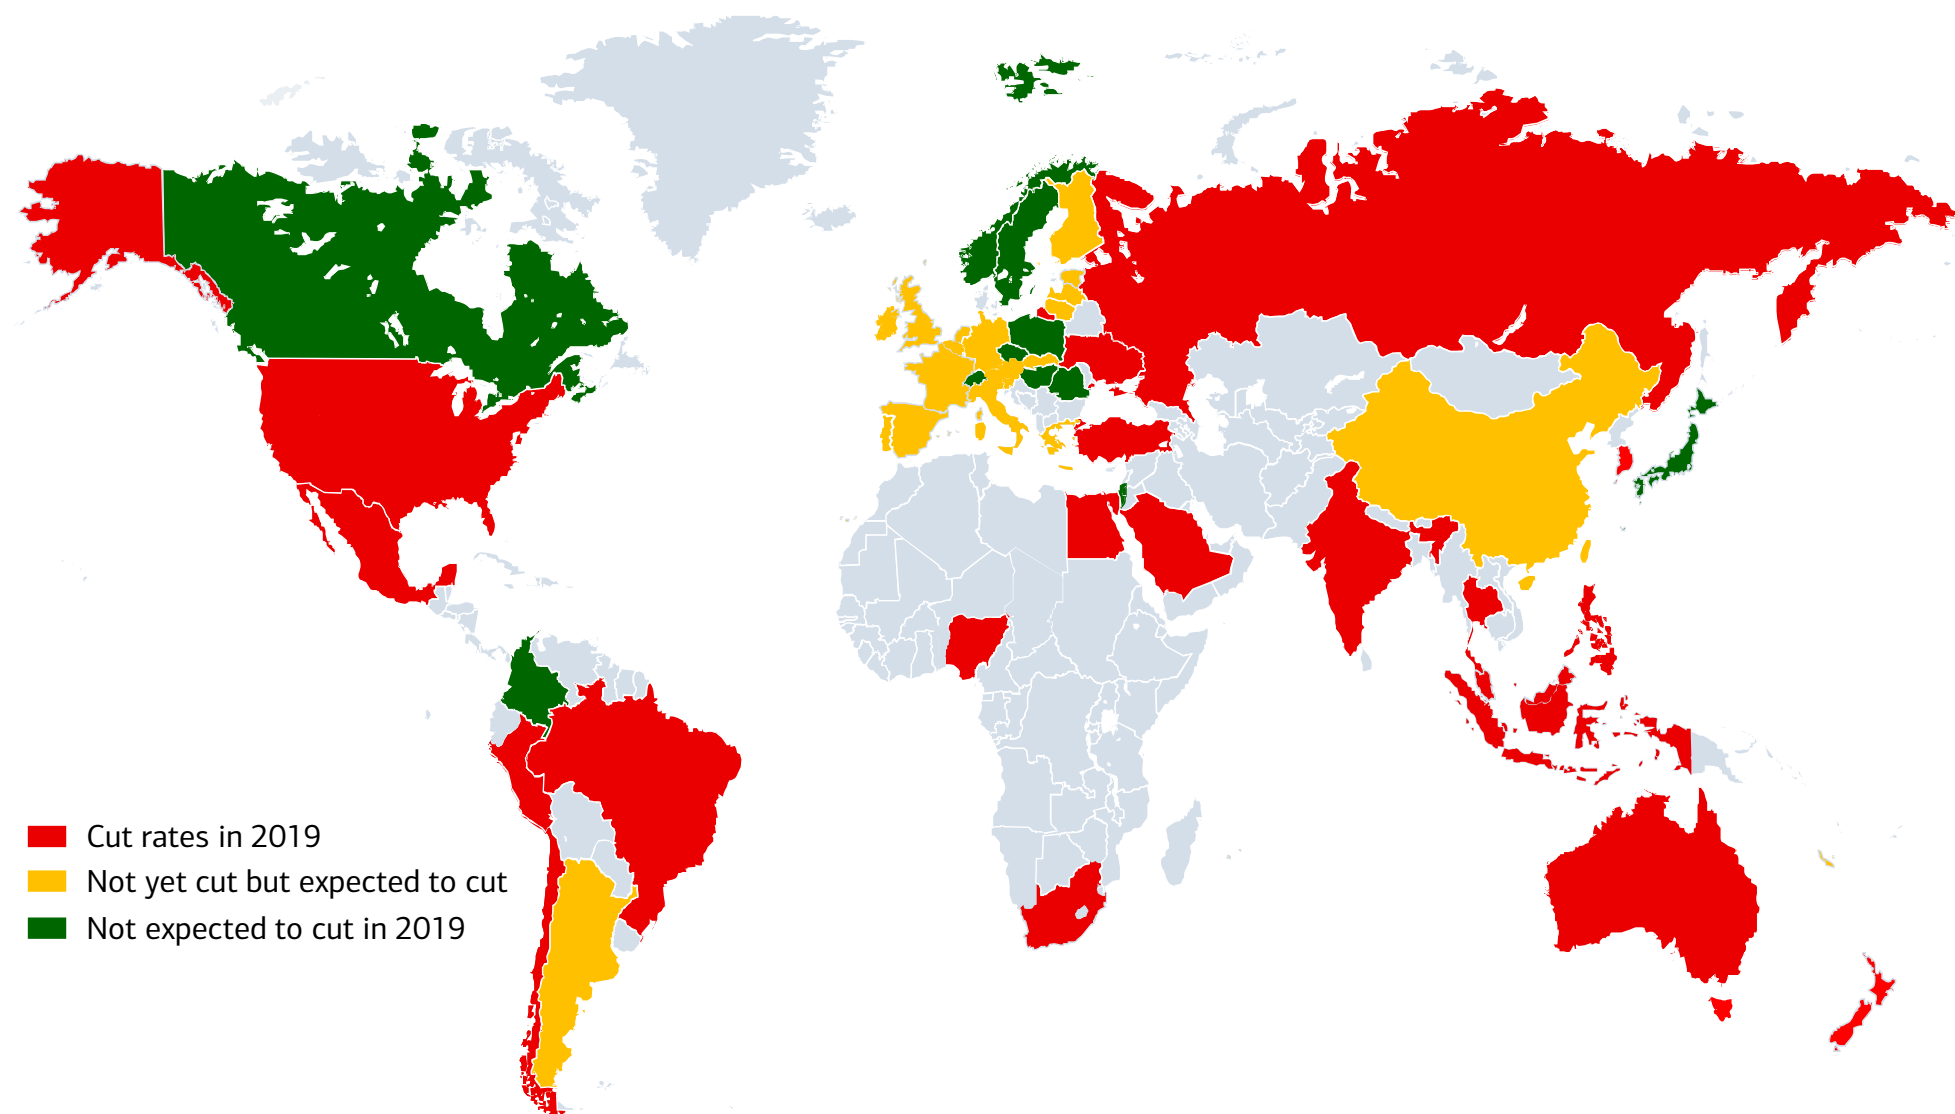 Cut rates in 2019
Not yet cut but expected to cut
Not expected to cut in 2019